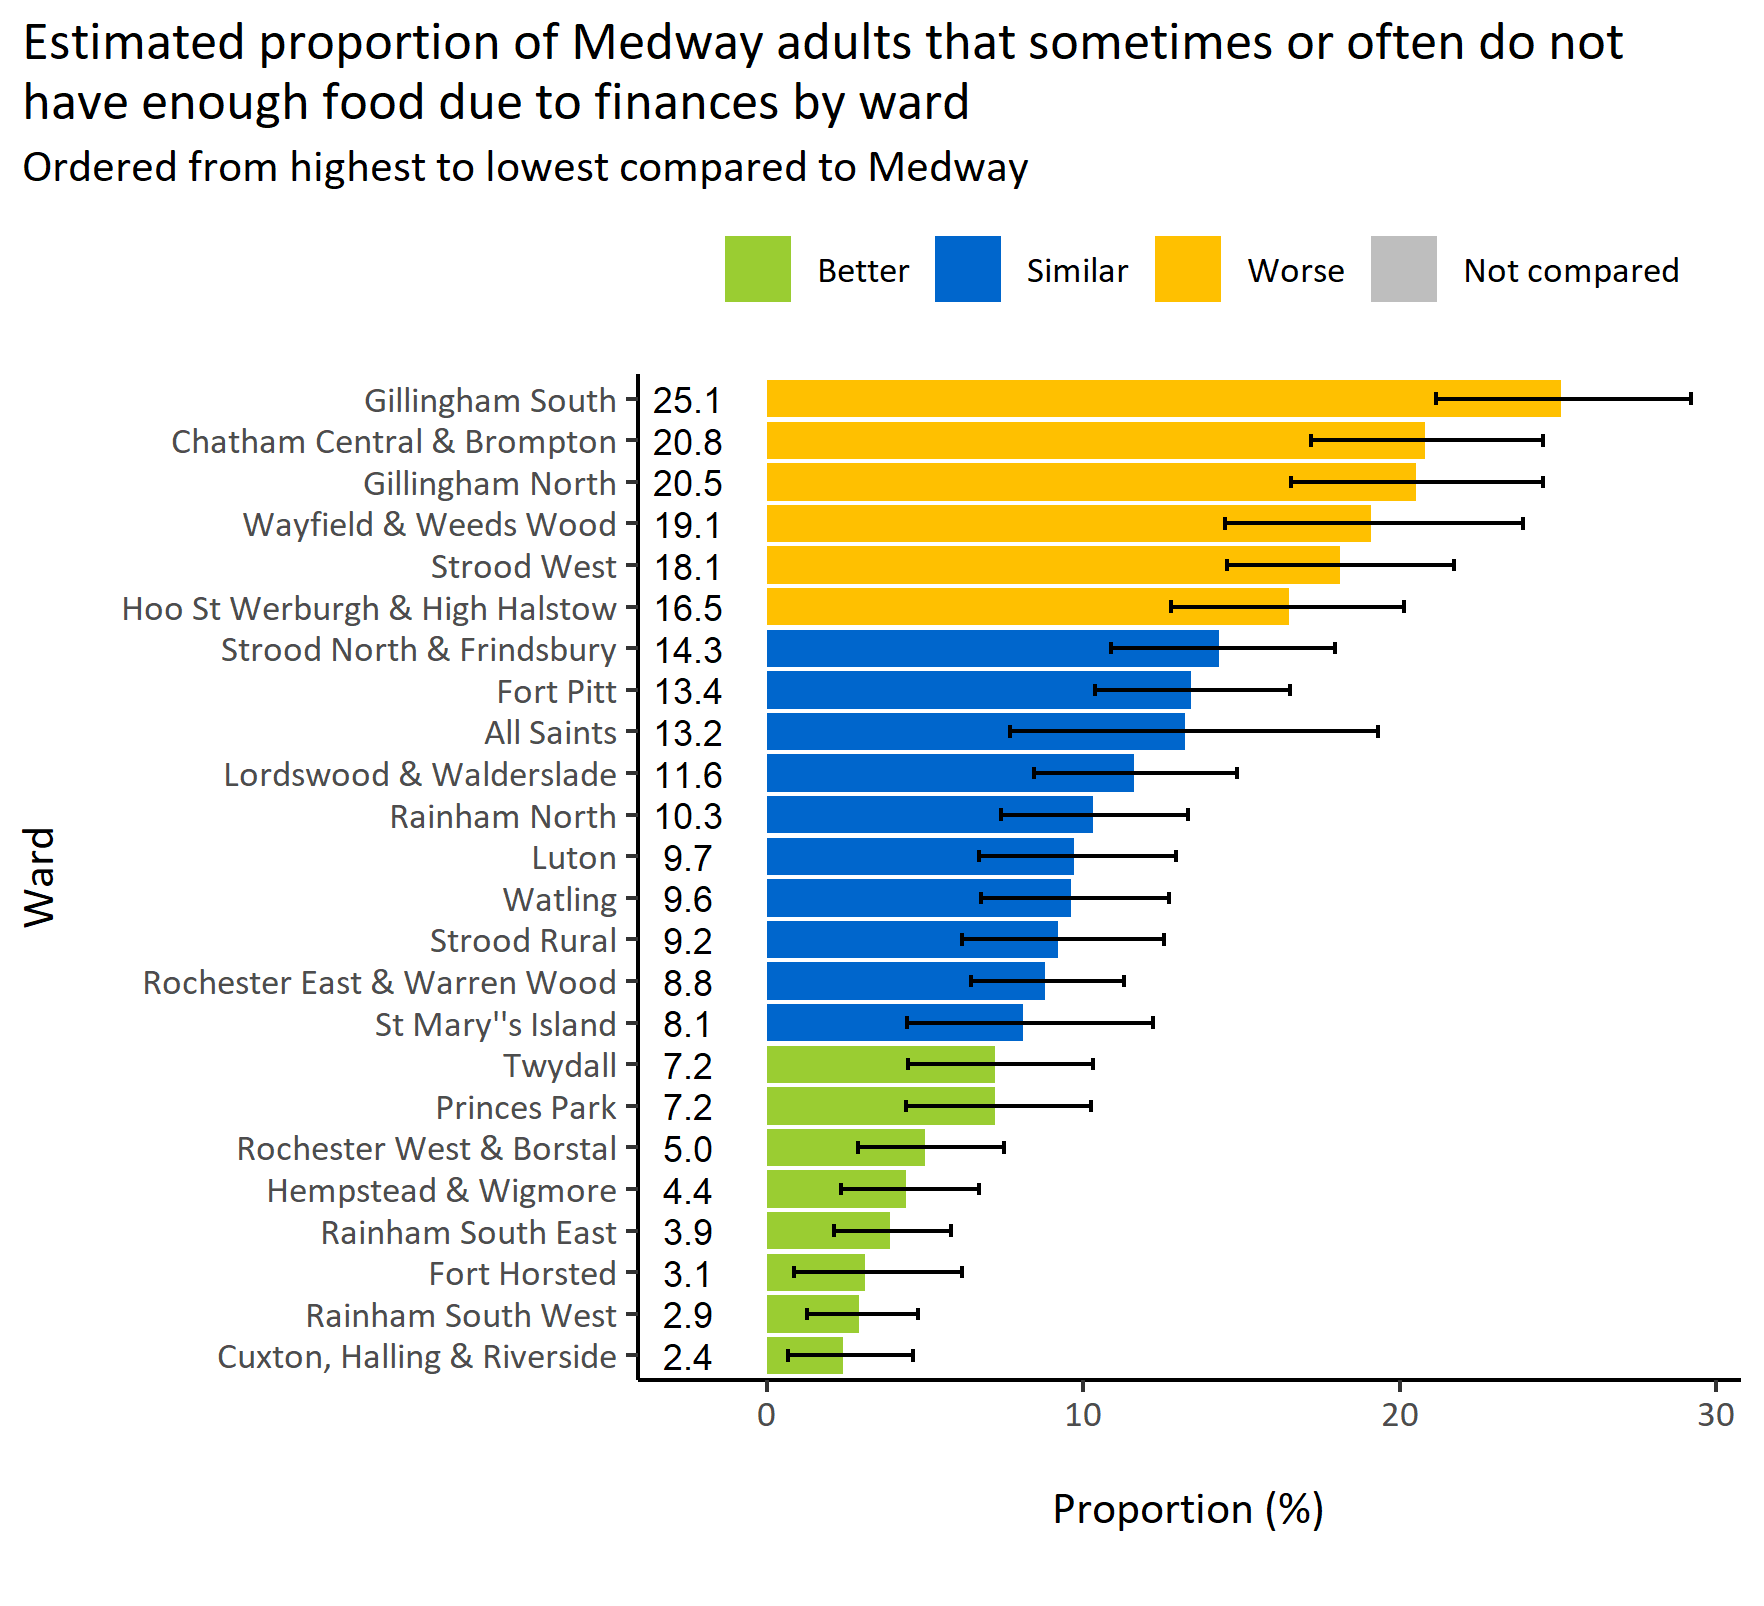 Estimated proportion of Medway adults that sometimes or often do not
have enough food due to finances by ward
Ordered from highest to lowest compared to Medway
Better Similar Worse Not compared
Gillingham South 25.1
Chatham Central & Brompton 20.8
Gillingham North 20.5
Wayfield & Weeds Wood 19.1
Strood West 18.1
Hoo St Werburgh & High Halstow 16.5
Strood North & Frindsbury 14.3
Fort Pitt 13.4
All Saints 13.2
Lordswood & Walderslade 11.6
Rainham North 10.3
Luton 9.7
Watling 9.6
Strood Rural 9.2
Rochester East & Warren Wood 8.8
St Mary''s Island 8.1
Twydall 7.2
Princes Park 7.2
Rochester West & Borstal 5.0
Hempstead & Wigmore 4.4
Rainham South East 3.9
Fort Horsted 3.1
Rainham South West 2.9
Cuxton, Halling & Riverside 2.4
Ward
0 10 20 30
Proportion (%)